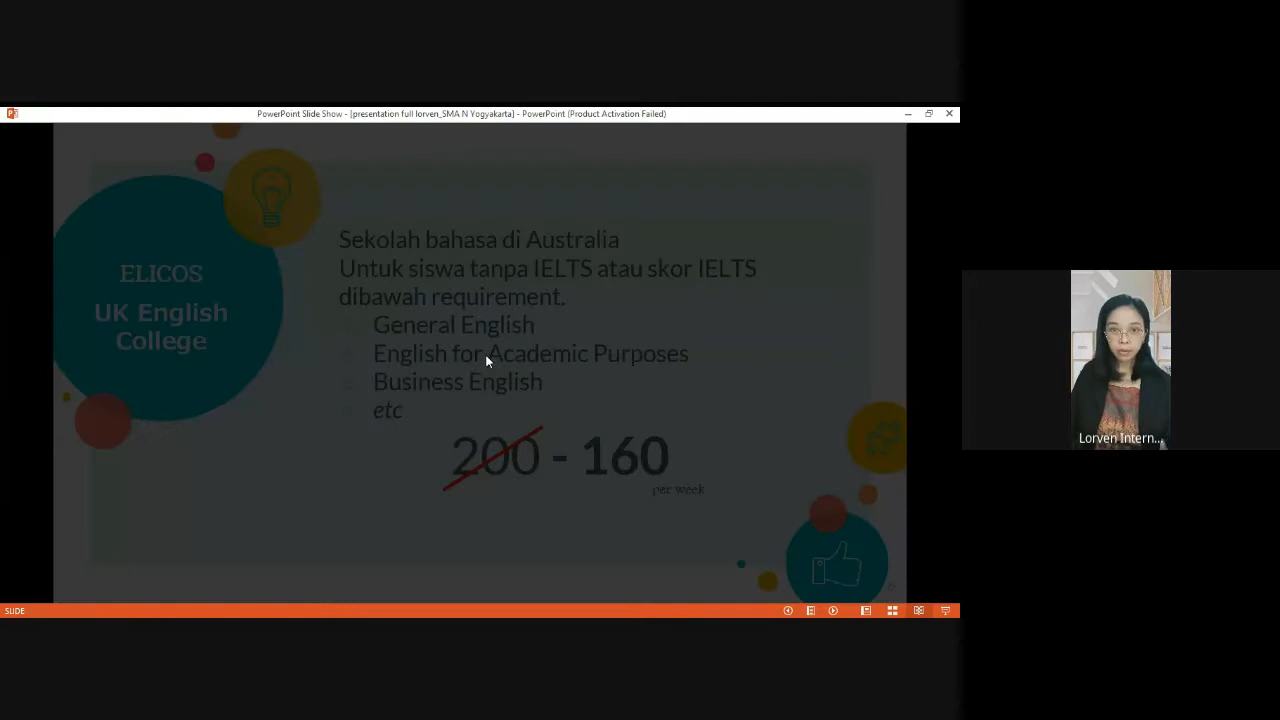 PowerPoint Slide Show - [presentation full lorven_SMA N Yogyakarta] - PowerPoint (Product Activation Failed)
ELICOS
UK English
College
Sekolah bahasa di Australia
Untuk siswa tanpa IELTS atau skor IELTS
dibawah requirement.
General English
English for Academic Purposes
Business English
etc
200 - 160
per week
Lorven Intern...
SLIDE